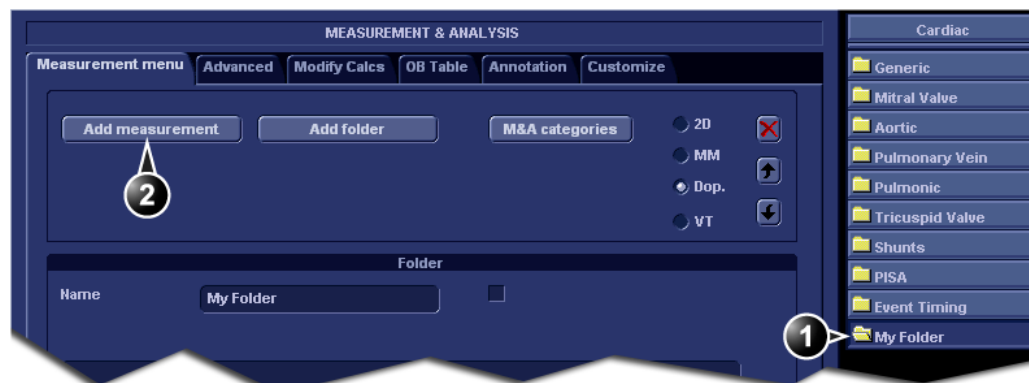 MEASUREMENT & ANALYSIS
Measurement menu Advanced Modify Calcs OB Table Annotation Customize
Add measurement Add folder M&A categories 2D
MM
Dop.
VT
2
Folder
Name My Folder
Cardiac
Generic
Mitral Valve
Aortic
Pulmonary Vein
Pulmonic
Tricuspid Valve
Shunts
PISA
Event Timing
1 My Folder